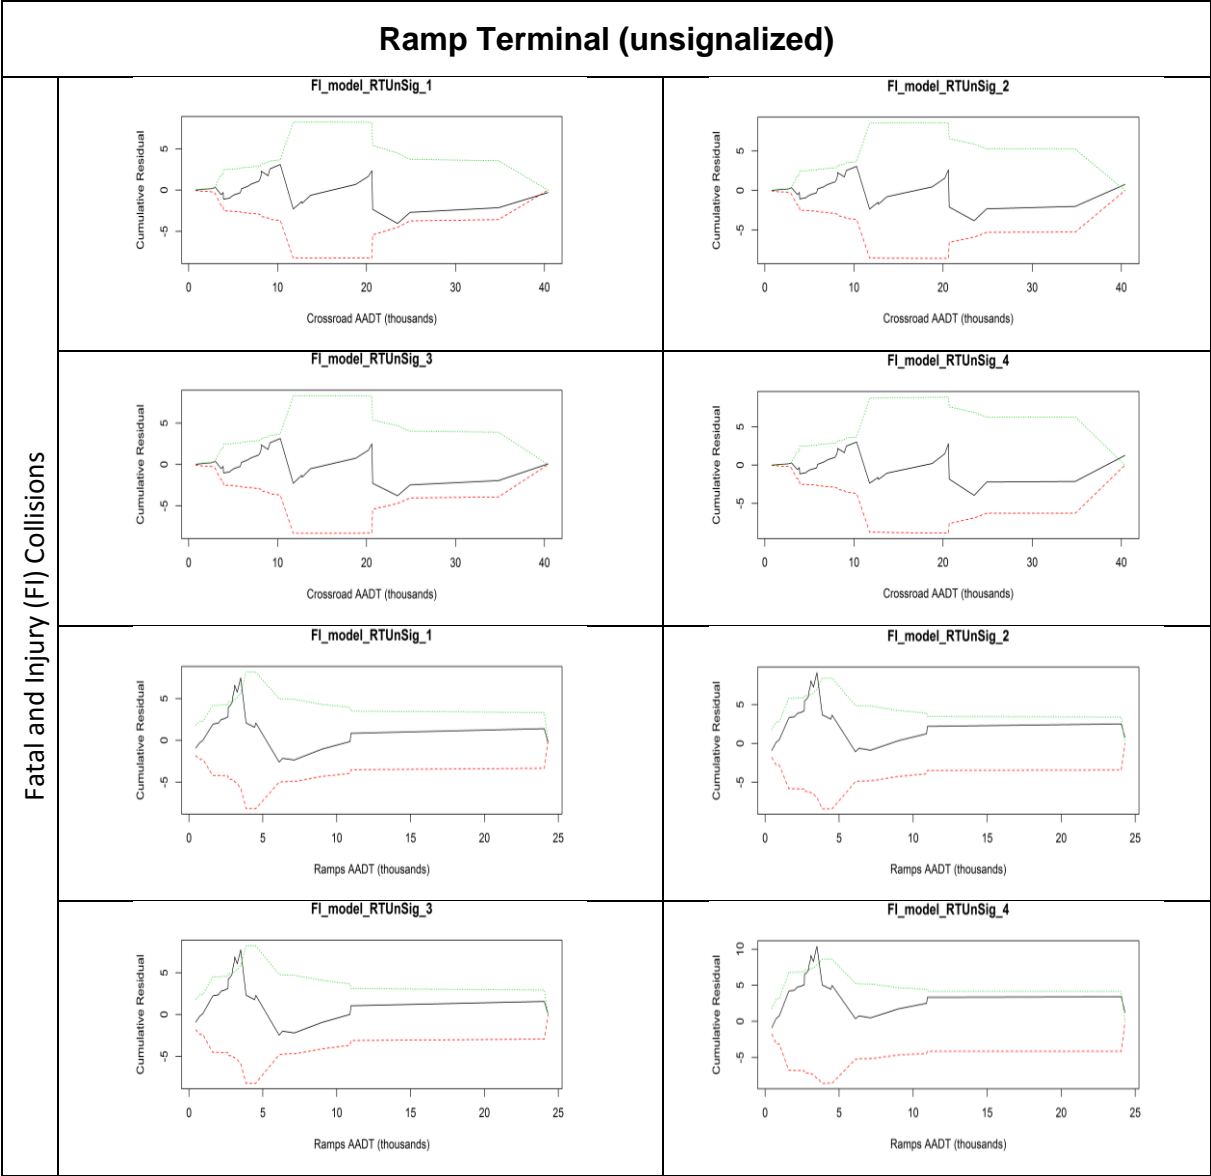 Ramp Terminal (unsignalized)
Fatal and Injury (FI) Collisions
FI_model_RTUnSig_1
Cumulative Residual
5
0
-5
0 10 20 30 40
Crossroad AADT (thousands)
FI_model_RTUnSig_2
Cumulative Residual
5
0
-5
0 10 20 30 40
Crossroad AADT (thousands)
FI_model_RTUnSig_3
Cumulative Residual
5
0
-5
0 10 20 30 40
Crossroad AADT (thousands)
FI_model_RTUnSig_4
Cumulative Residual
5
0
-5
0 10 20 30 40
Crossroad AADT (thousands)
FI_model_RTUnSig_1
Cumulative Residual
5
0
-5
0 5 10 15 20 25
Ramps AADT (thousands)
FI_model_RTUnSig_2
Cumulative Residual
5
0
-5
0 5 10 15 20 25
Ramps AADT (thousands)
FI_model_RTUnSig_3
Cumulative Residual
5
0
-5
0 5 10 15 20 25
Ramps AADT (thousands)
FI_model_RTUnSig_4
Cumulative Residual
10
5
0
-5
0 5 10 15 20 25
Ramps AADT (thousands)